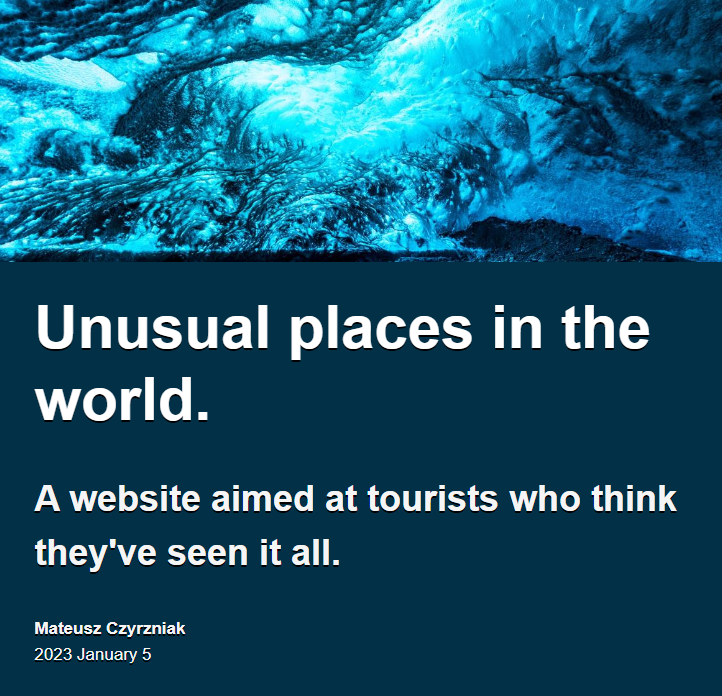 Unusual places in the
world.
A website aimed at tourists who think
they've seen it all.
Mateusz Czyrzniak
2023 January 5